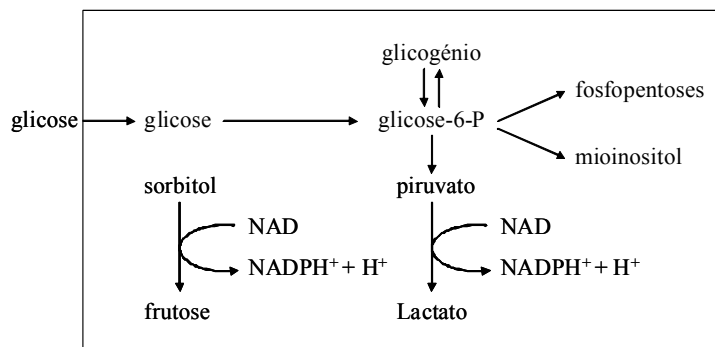 glicogénio
fosfopentoses
glicose glicose glicose-6-P
mioinositol
sorbitol piruvato
NAD NAD
NADPH⁺ + H⁺ NADPH⁺ + H⁺
frutose Lactato